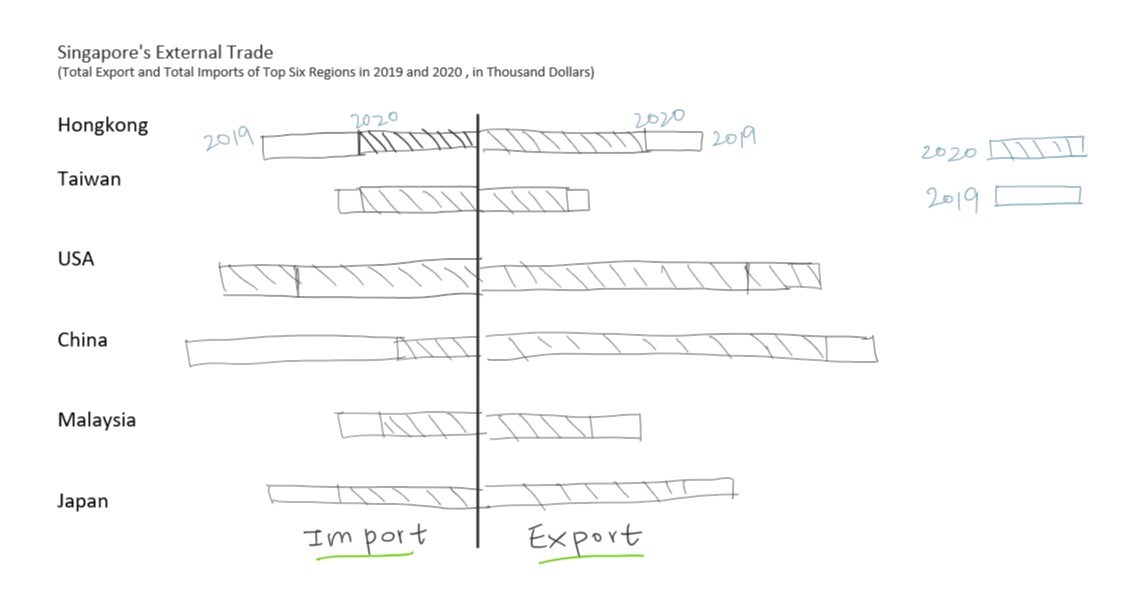 Singapore's External Trade
(Total Export and Total Imports of Top Six Regions in 2019 and 2020 , in Thousand Dollars)
Hongkong
2019
2020
2020
2019
2020
2019
Taiwan
USA
China
Malaysia
Japan
Import
Export